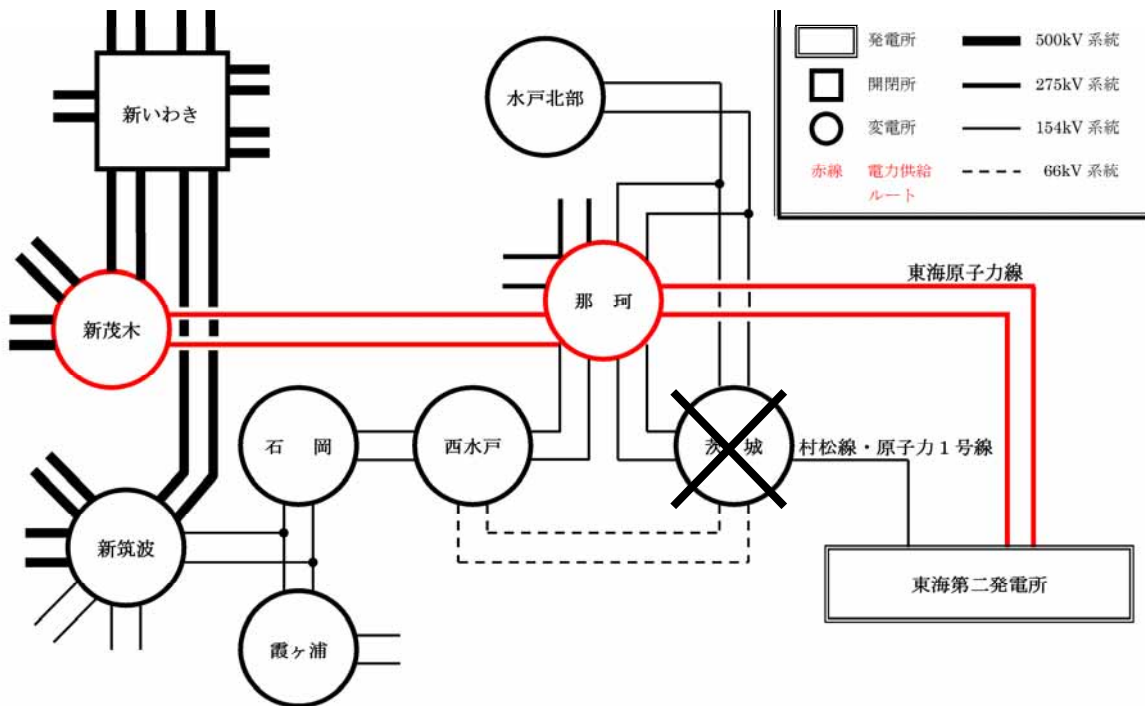 新いわき
水戸北部
発電所
500kV 系統
開閉所
275kV 系統
変電所
154kV 系統
赤線 電力供給
ルート
66kV 系統
東海原子力線
那 珂
新茂木
石 岡
西水戸
茨 城
村松線・原子力１号線
新筑波
東海第二発電所
霞ヶ浦